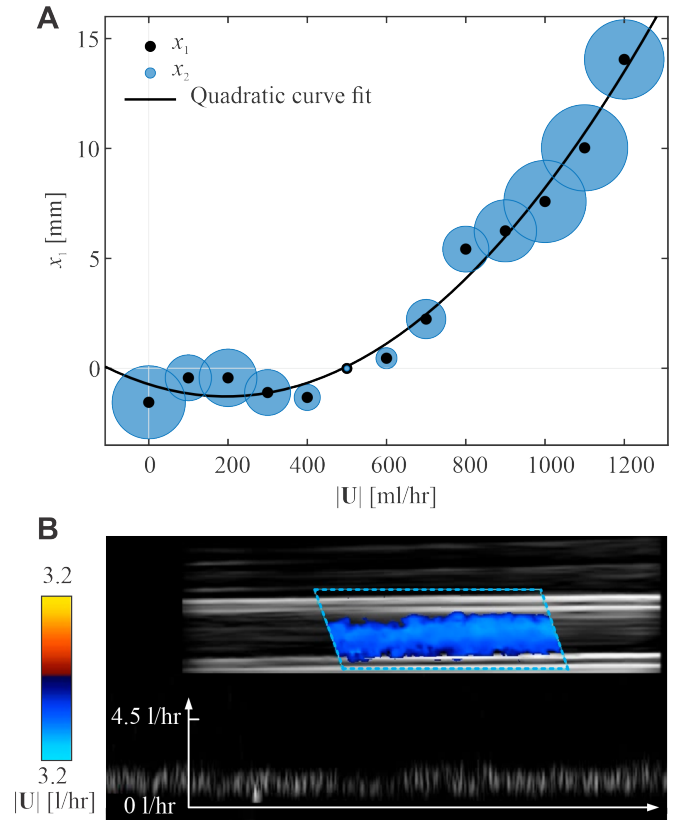 A
15
10
5
0
x₁ [mm]
x₁
x₂
Quadratic curve fit
0 200 400 600 800 1000 1200
|U| [ml/hr]
B
3.2
3.2
|U| [l/hr]
4.5 l/hr
0 l/hr